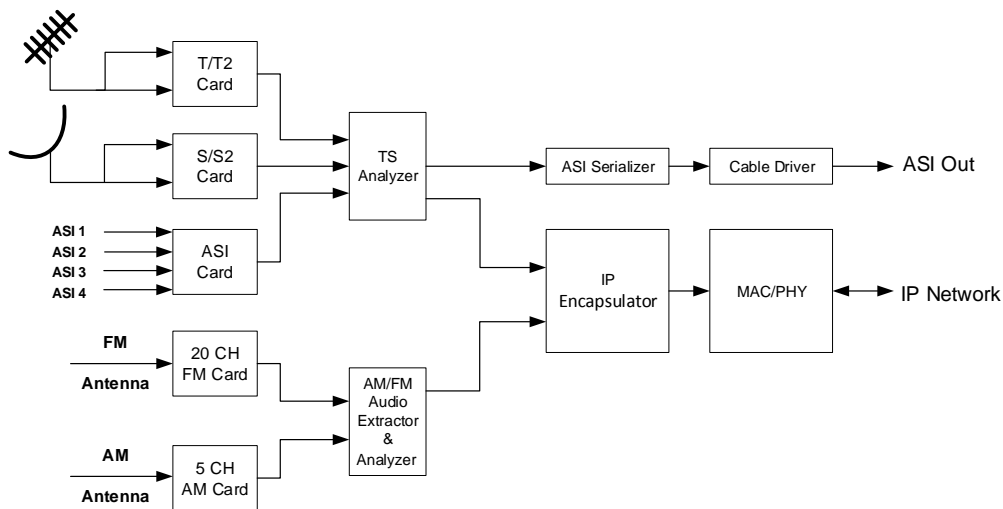 T/T2
Card
S/S2
Card
TS
Analyzer
ASI Serializer
Cable Driver
ASI Out
ASI 1
ASI 2
ASI 3
ASI 4
ASI
Card
IP
Encapsulator
MAC/PHY
IP Network
FM
Antenna
20 CH
FM Card
AM/FM
Audio
Extractor
&
Analyzer
AM
Antenna
5 CH
AM Card